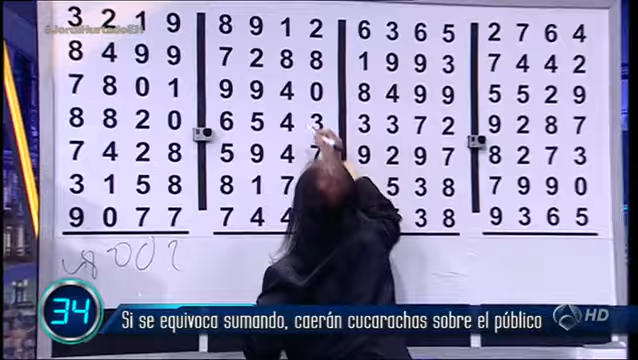 3 2 1 9 8 9 1 2 6 3 6 5 2 7 6 4
@JorgeHurtadoEH
8 4 9 9 7 2 8 8 1 9 9 3 7 4 4 2
7 8 0 1 9 9 4 0 8 4 9 9 5 5 2 9
8 8 2 0 6 5 4 3 3 3 7 2 9 2 8 7
7 4 2 8 5 9 4 7 9 2 9 7 8 2 7 3
3 1 5 8 8 1 7 5 3 8 7 9 9 0
9 0 7 7 7 4 4 3 8 9 3 6 5
34
Si se equivoca sumando, caerán cucarachas sobre el público
HD